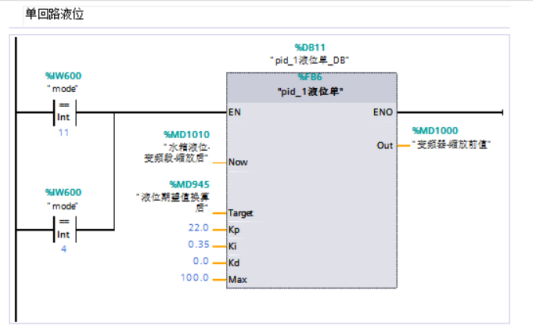 单回路液位
%DB11
"pid_1液位单_DB"
%IW600
"mode"
==
Int
11
%FB6
"pid_1液位单"
EN
ENO
%MD1010
"水箱液位-
变频敏-缩放后"
Now
%MD1000
Out
"变频器-缩放前值"
%MD945
"液位期望值换算
后"
Target
%IW600
"mode"
==
Int
4
22.0
Kp
0.35
Ki
0.0
Kd
100.0
Max